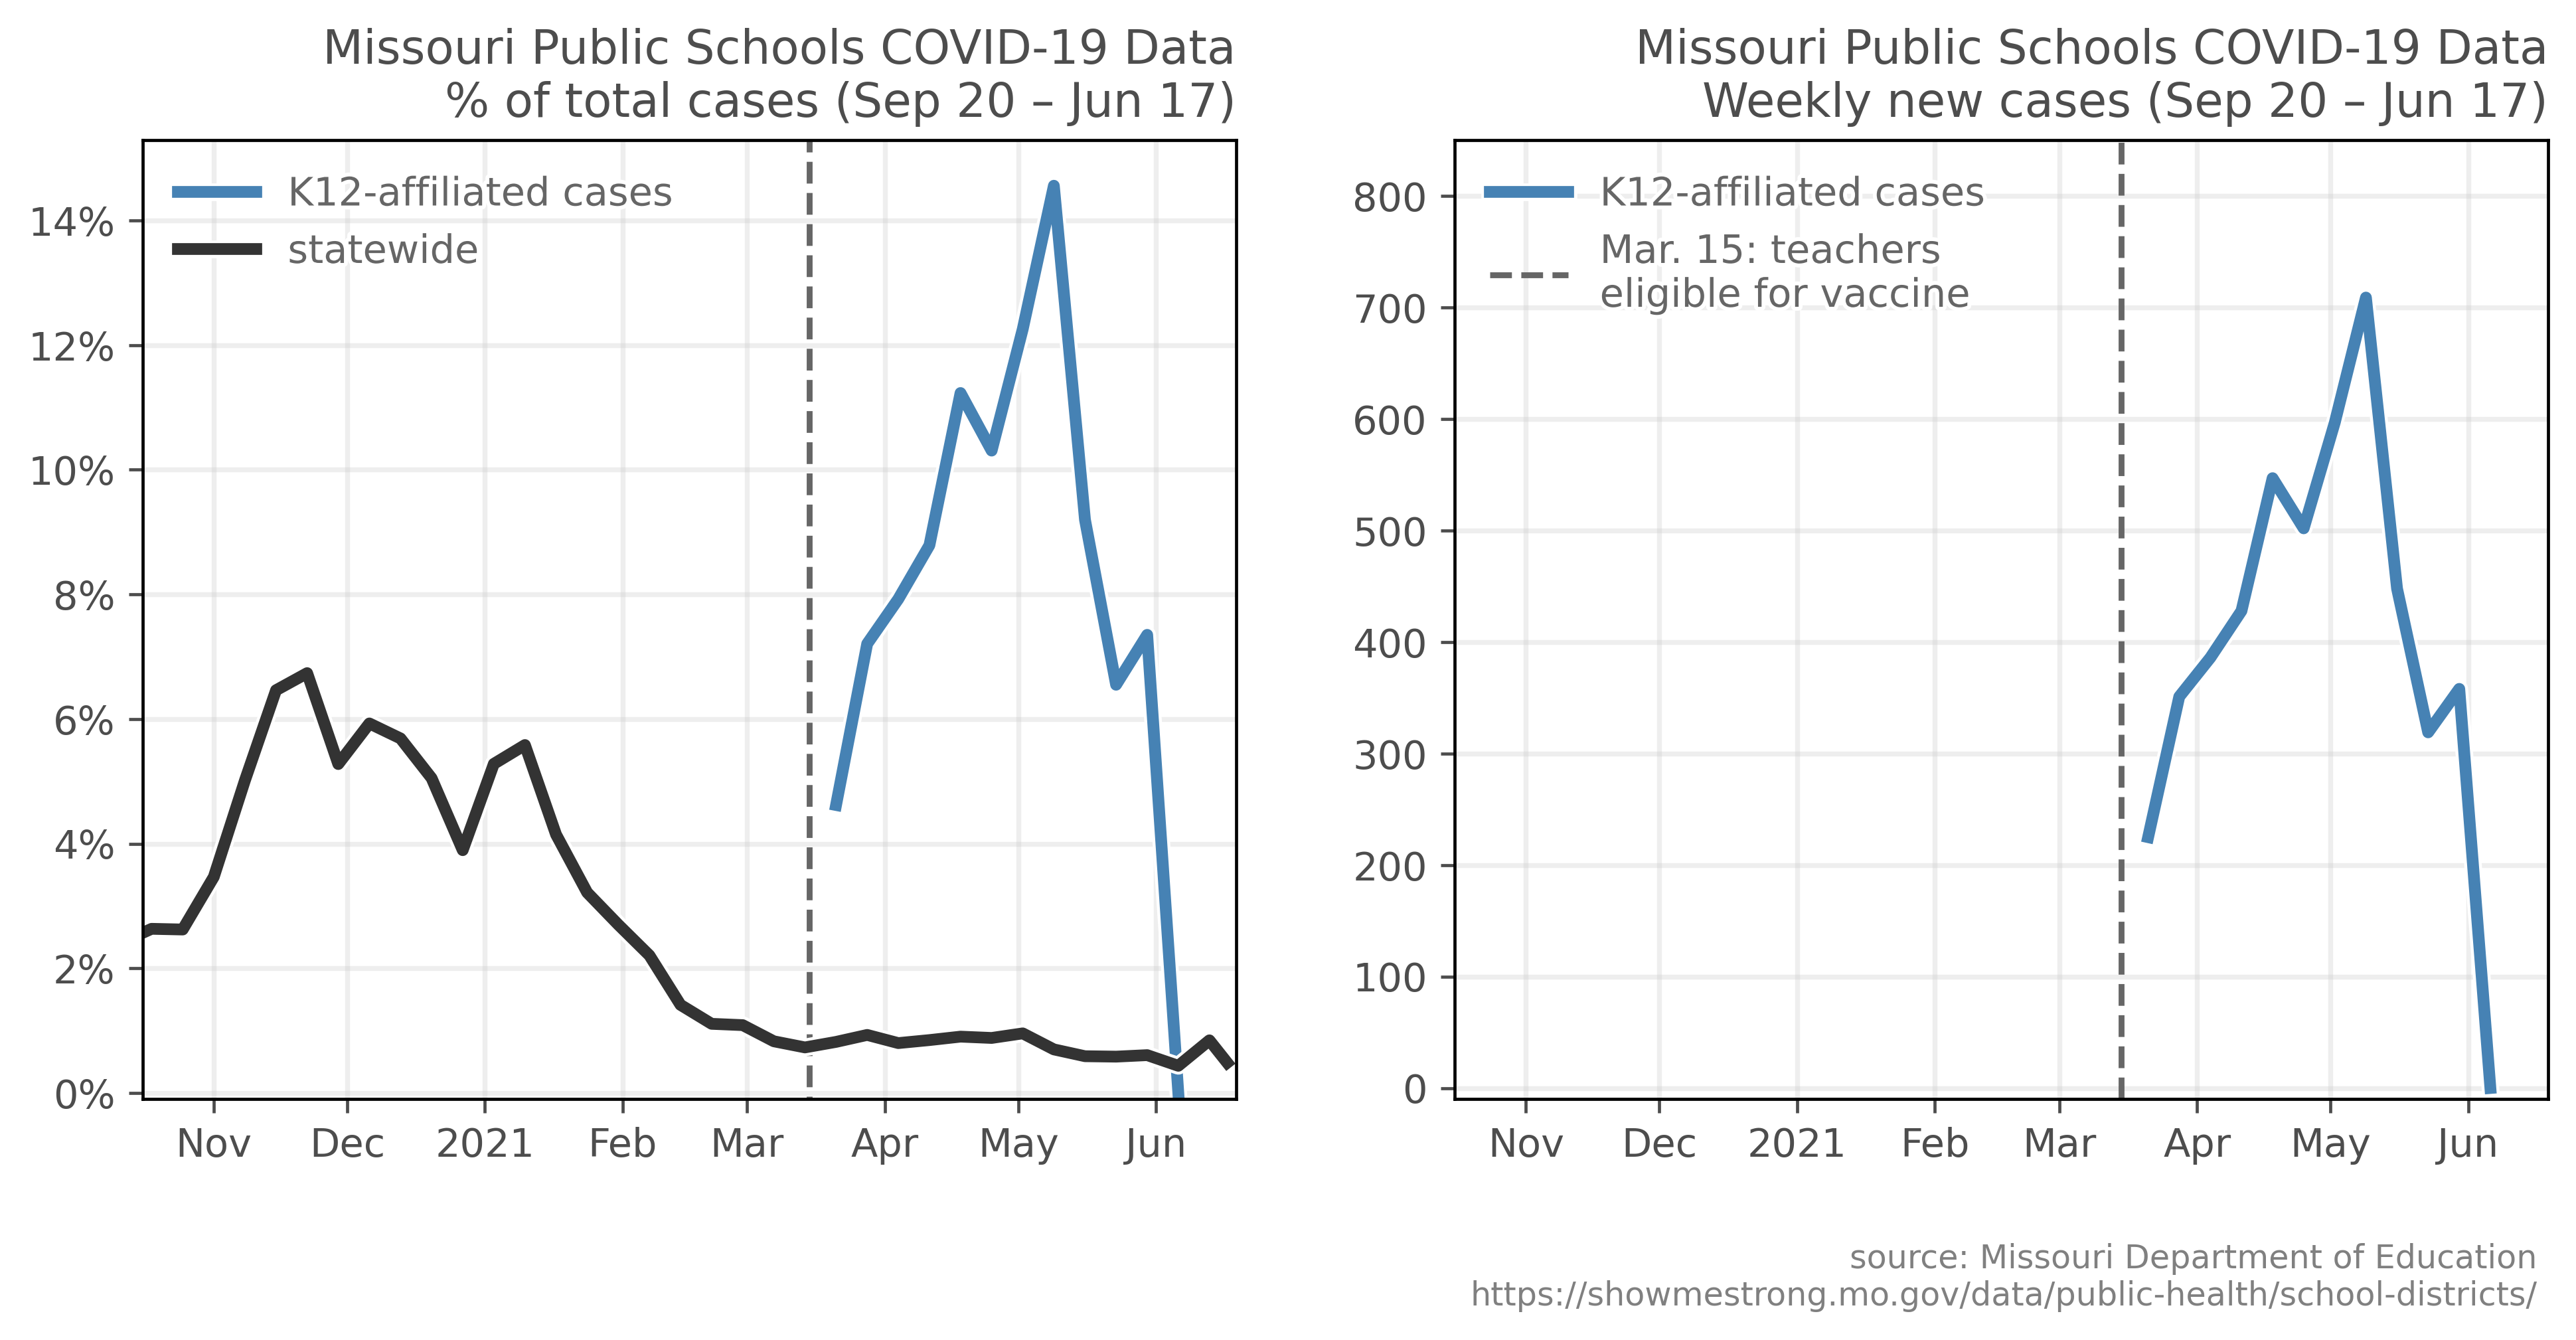 Missouri Public Schools COVID-19 Data
% of total cases (Sep 20 – Jun 17)
K12-affiliated cases
statewide
14%
12%
10%
8%
6%
4%
2%
0%
Nov Dec 2021 Feb Mar Apr May Jun
Missouri Public Schools COVID-19 Data
Weekly new cases (Sep 20 – Jun 17)
K12-affiliated cases
Mar. 15: teachers
eligible for vaccine
800
700
600
500
400
300
200
100
0
Nov Dec 2021 Feb Mar Apr May Jun
source: Missouri Department of Education
https://showmestrong.mo.gov/data/public-health/school-districts/